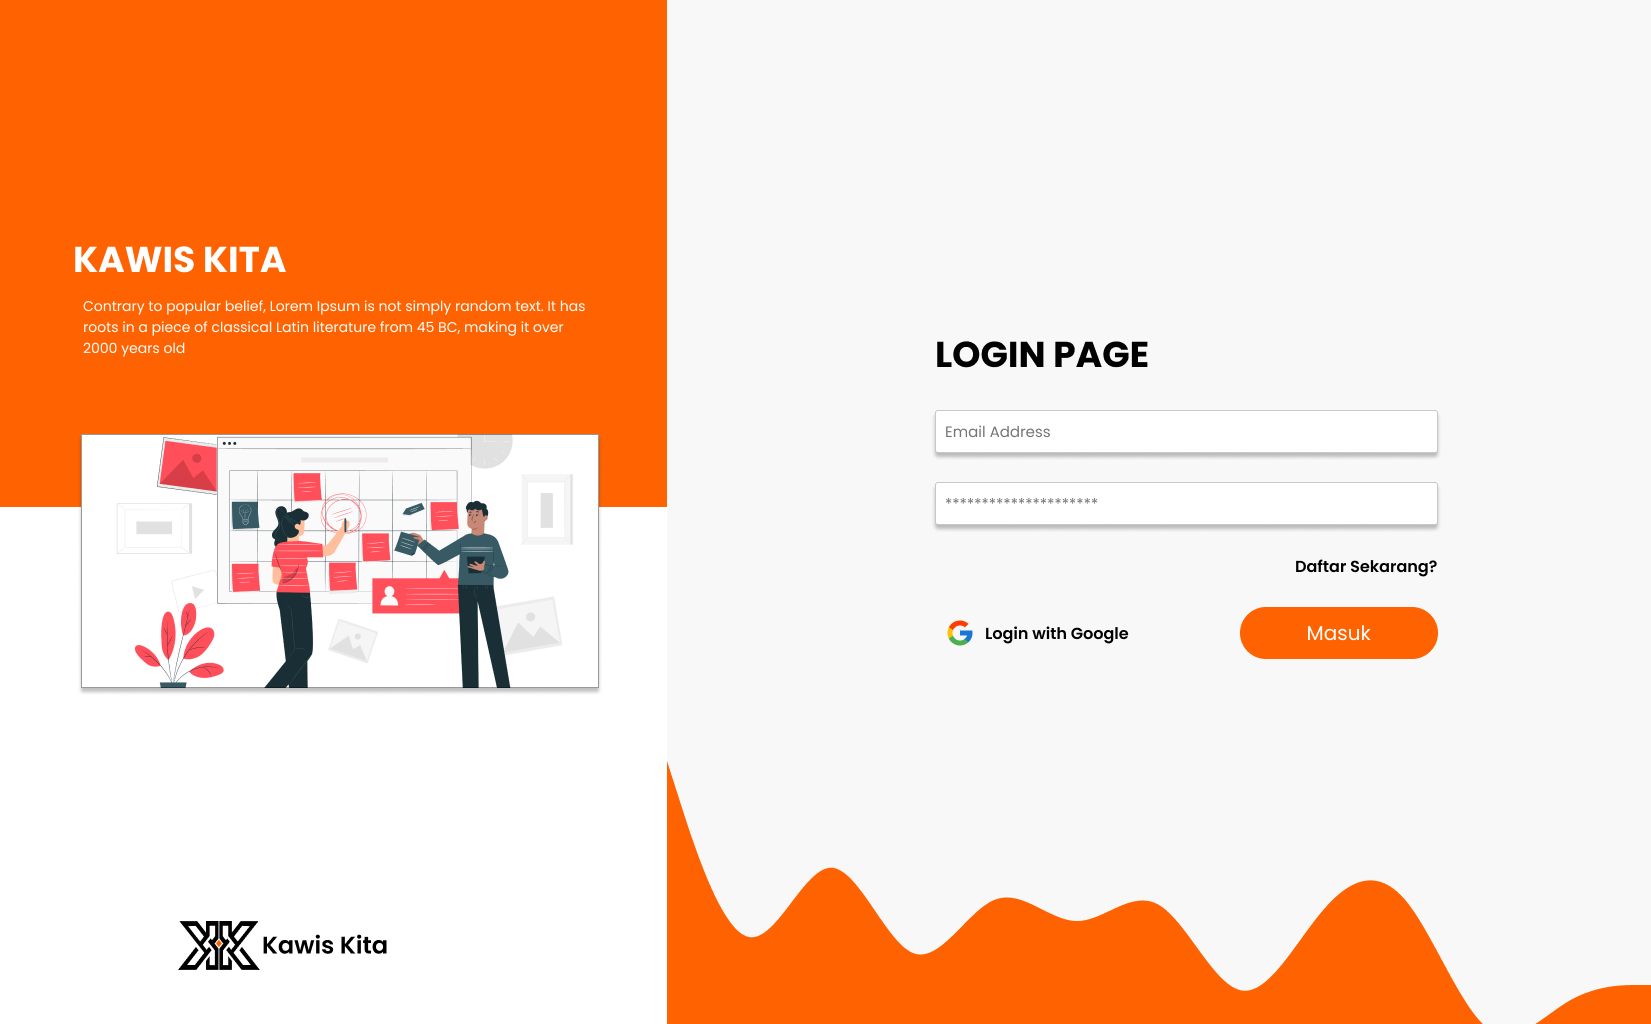 KAWIS KITA
Contrary to popular belief, Lorem Ipsum is not simply random text. It has
roots in a piece of classical Latin literature from 45 BC, making it over
2000 years old
Kawis Kita
LOGIN PAGE
Email Address
*********************
Daftar Sekarang?
Login with Google
Masuk